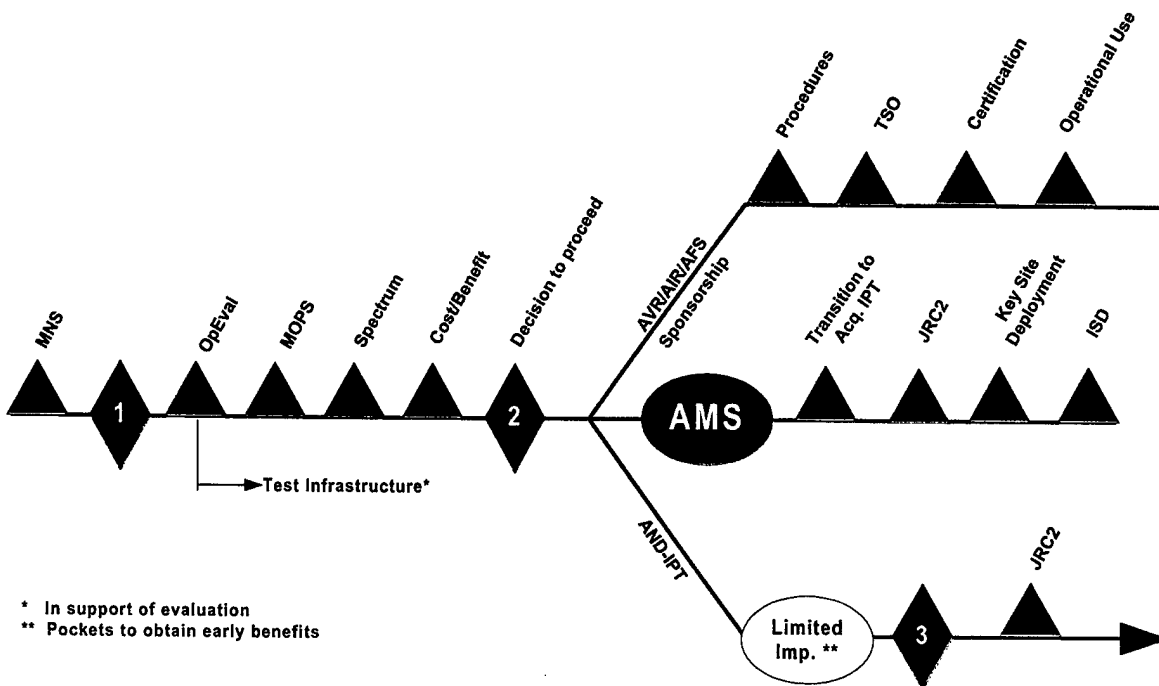 Procedures
TSO
Certification
Operational Use
AVR/AIR/AFS
Sponsorship
MNS
1
OpEval
MOPS
Spectrum
Cost/Benefit
Decision to proceed
2
AMS
Transition to
Acq. IPT
JRC2
Key Site
Deployment
ISD
Test Infrastructure*
AND-IPT
Limited
Imp. **
3
JRC2
* In support of evaluation
** Pockets to obtain early benefits